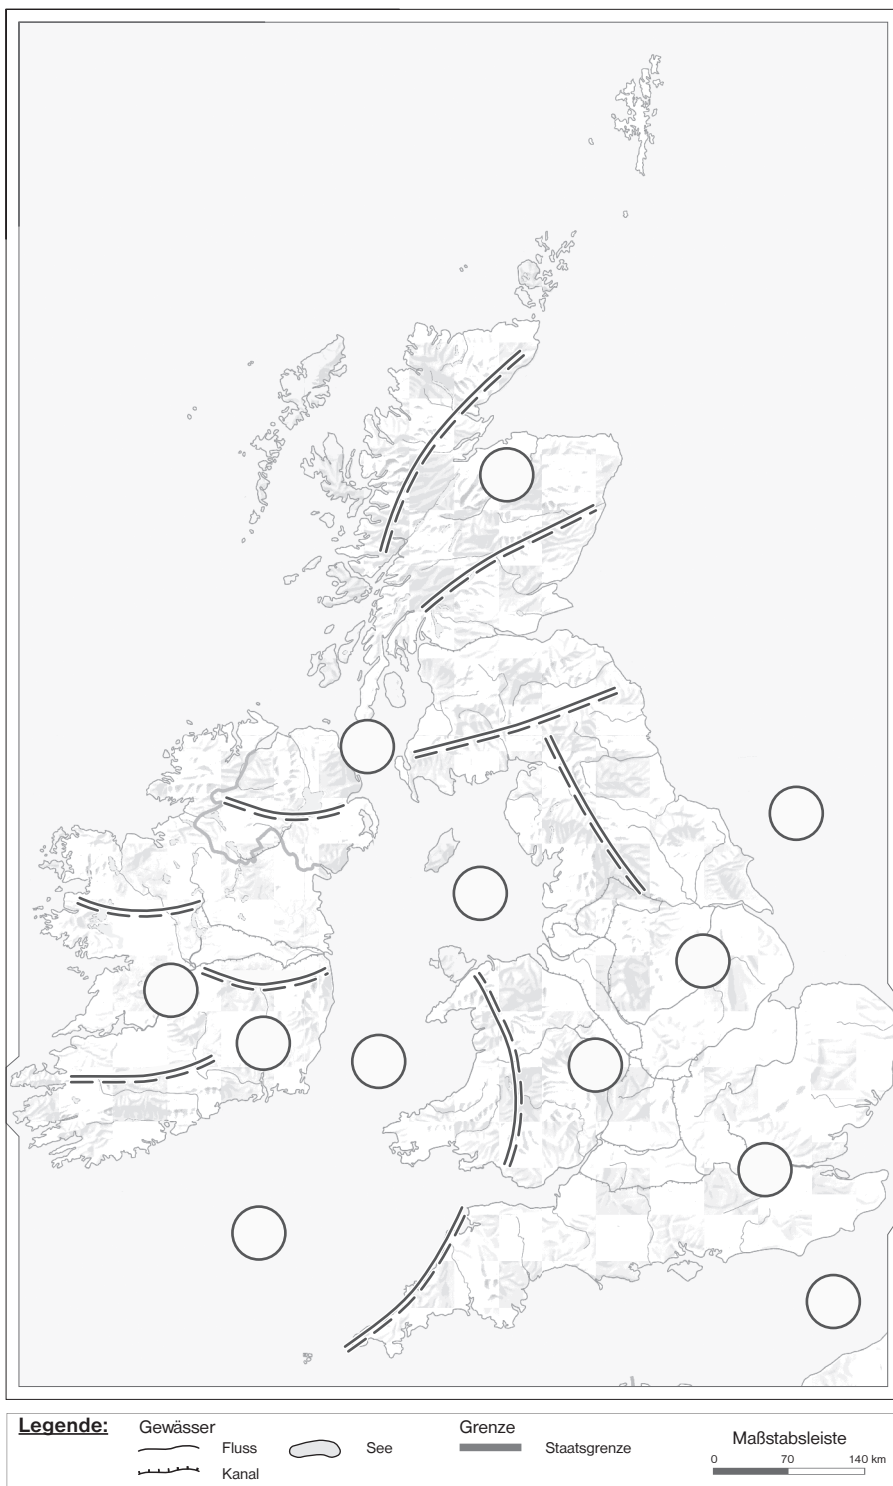 Legende:
Gewässer
Fluss
Kanal
See
Grenze
Staatsgrenze
Maßstabsleiste
0 70 140 km